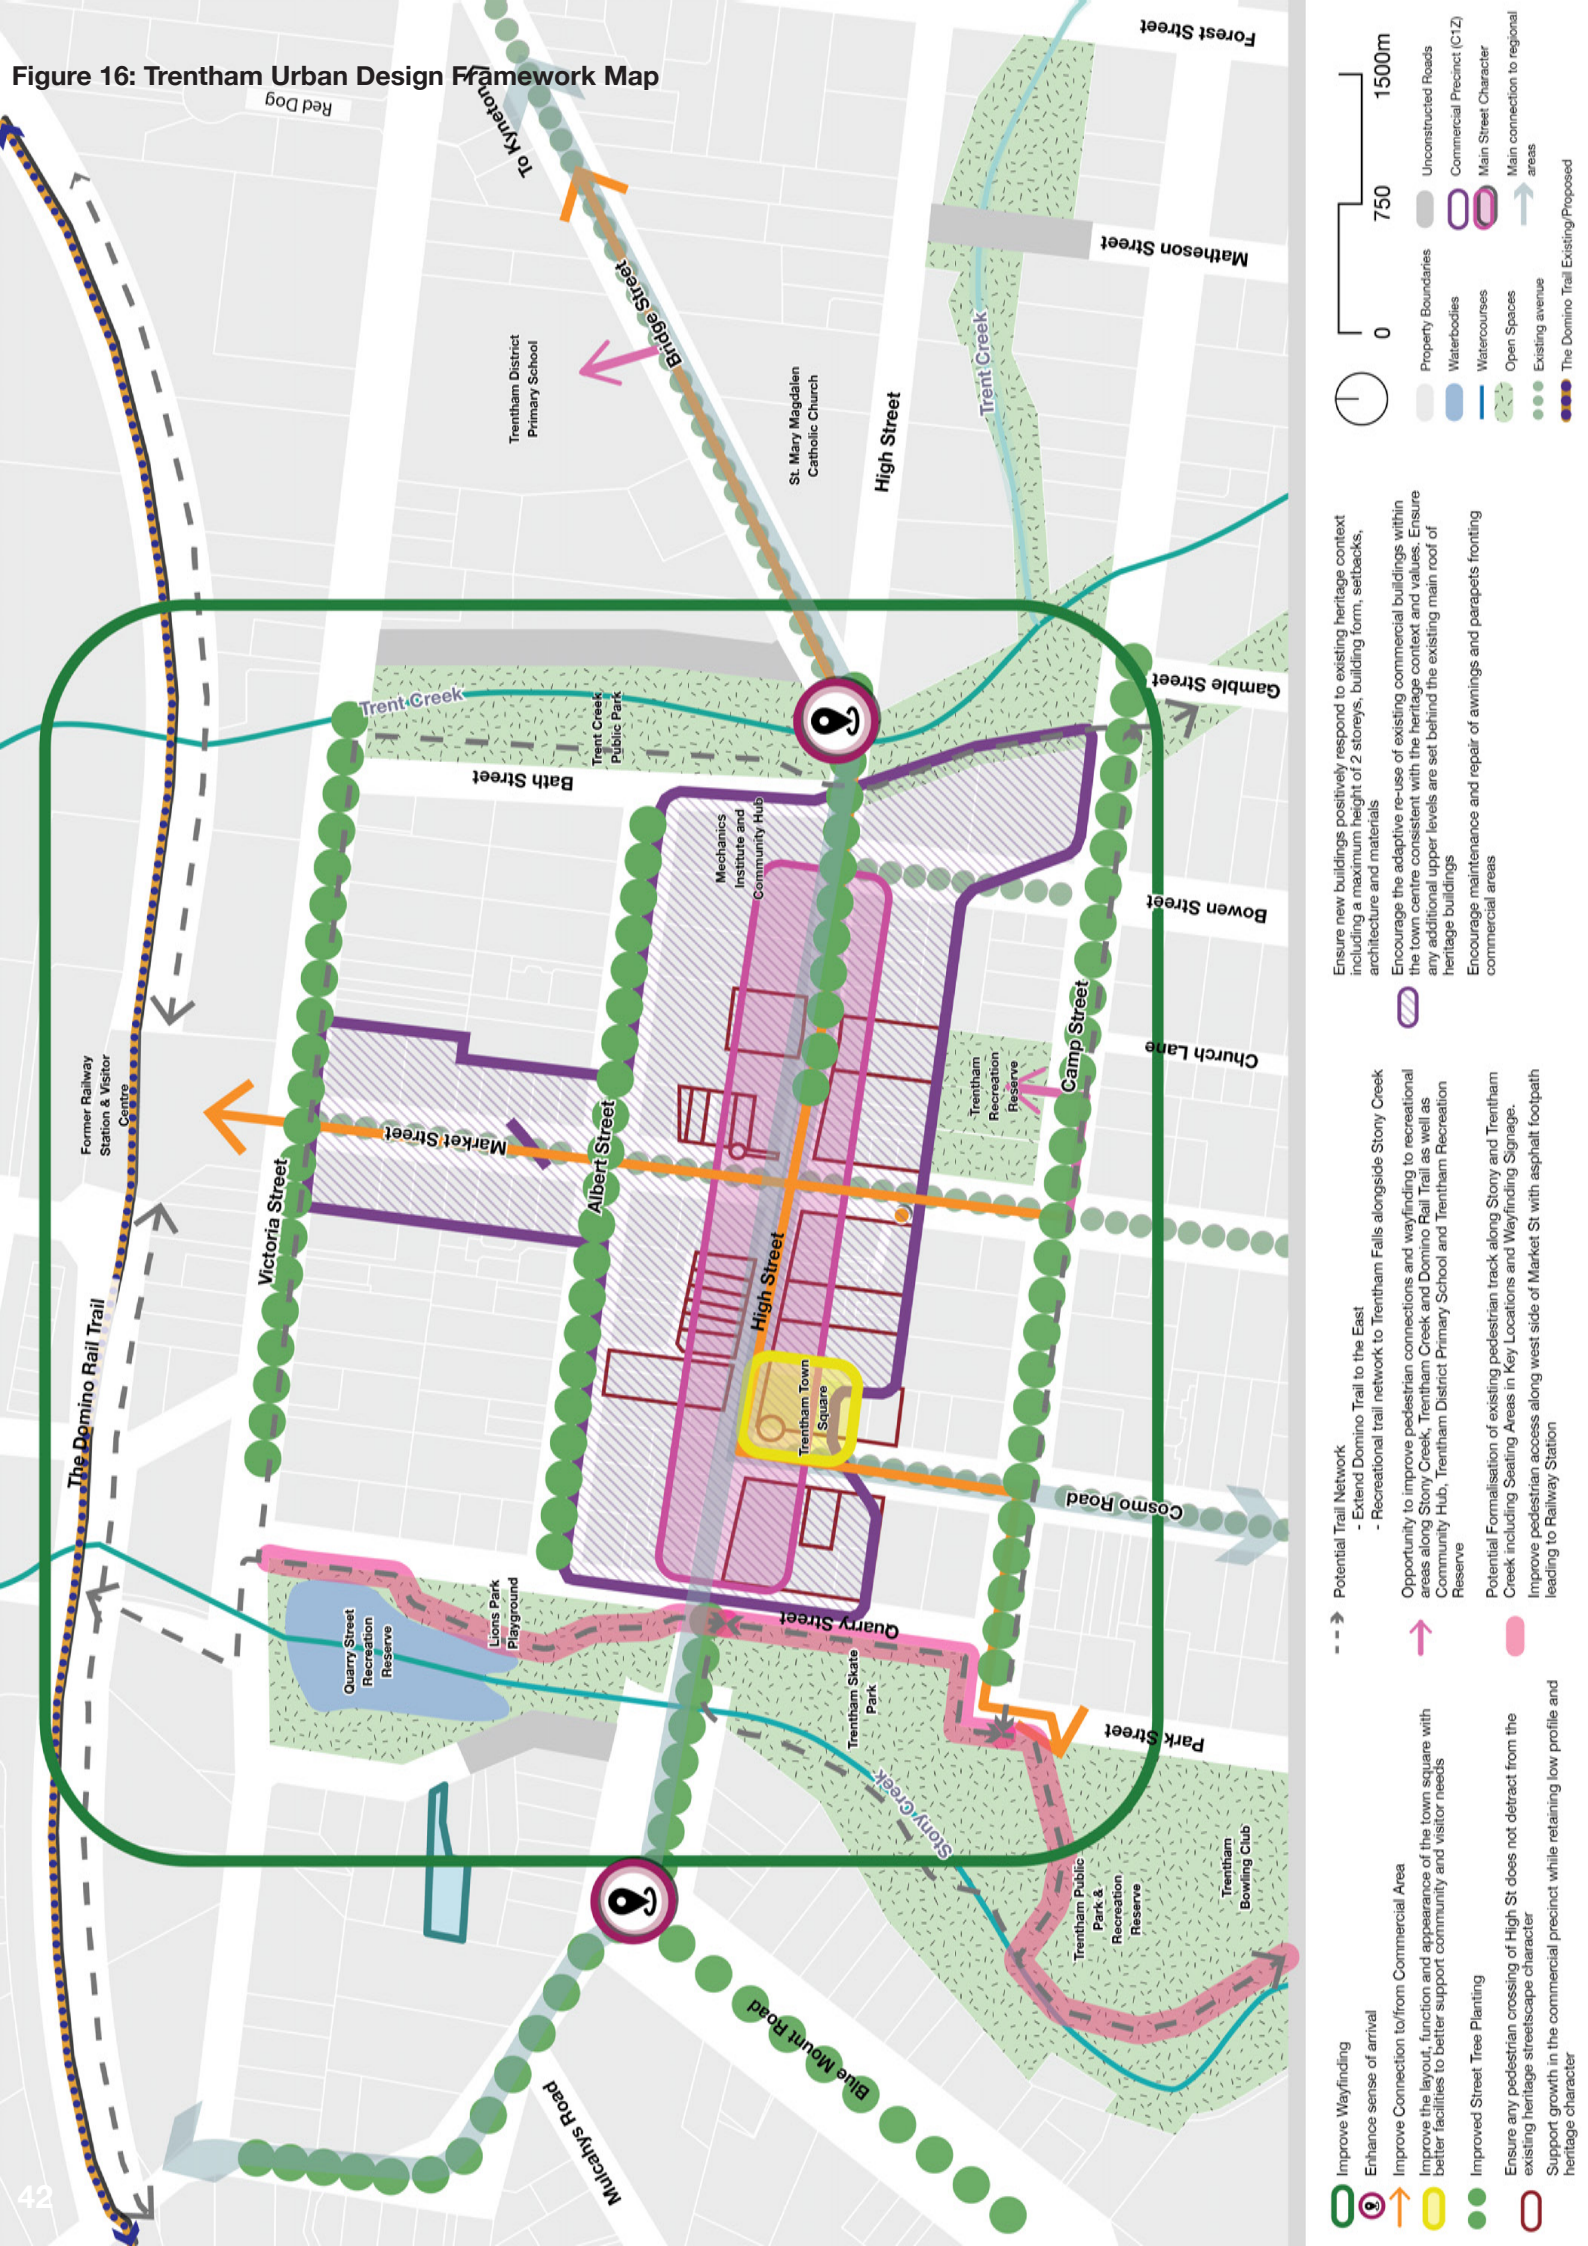 Figure 16: Trentham Urban Design Framework Map
42
Red Dog
To Kyneton
Forest Street
Trentham District
Primary School
Bridge Street
St. Mary Magdalen
Catholic Church
High Street
Matheson Street
Trent Creek
Trent Creek
Trent Creek
Public Park
Bath Street
Gamble Street
Mechanics
Institute and
Community Hub
Bowen Street
Former Railway
Station & Visitor
Centre
Market Street
Victoria Street
Albert Street
Trentham
Recreation
Reserve
Camp Street
Church Lane
The Domino Rail Trail
High Street
Trentham Town
Square
Cosmo Road
Quarry Street
Recreation
Reserve
Lions Park
Playground
Quarry Street
Trentham Skate
Park
Park Street
Stony Creek
Trentham Public
Park &
Recreation
Reserve
Trentham
Bowling Club
Blue Mount Road
Mulcahys Road
Improve Wayfinding
Enhance sense of arrival
Improve Connection to/from Commercial Area
Improve the layout, function and appearance of the town square with
better facilities to better support community and visitor needs
Improved Street Tree Planting
Ensure any pedestrian crossing of High St does not detract from the
existing heritage streetscape character
Support growth in the commercial precinct while retaining low profile and
heritage character
Potential Trail Network
- Extend Domino Trail to the East
- Recreational trail network to Trentham Falls alongside Stony Creek
Opportunity to improve pedestrian connections and wayfinding to recreational
areas along Stony Creek, Trentham Creek and Domino Rail Trail as well as
Community Hub, Trentham District Primary School and Trentham Recreation
Reserve
Potential Formalisation of existing pedestrian track along Stony and Trentham
Creek including Seating Areas in Key Locations and Wayfinding Signage.
Improve pedestrian access along west side of Market St with asphalt footpath
leading to Railway Station
Ensure new buildings positively respond to existing heritage context
including a maximum height of 2 storeys, building form, setbacks,
architecture and materials
Encourage the adaptive re-use of existing commercial buildings within
the town centre consistent with the heritage context and values. Ensure
any additional upper levels are set behind the existing main roof of
heritage buildings
Encourage maintenance and repair of awnings and parapets fronting
commercial areas
0
750
1500m
Property Boundaries
Waterbodies
Watercourses
Open Spaces
Existing avenue
The Domino Trail Existing/Proposed
Unconstructed Roads
Commercial Precinct (C1Z)
Main Street Character
Main connection to regional
areas